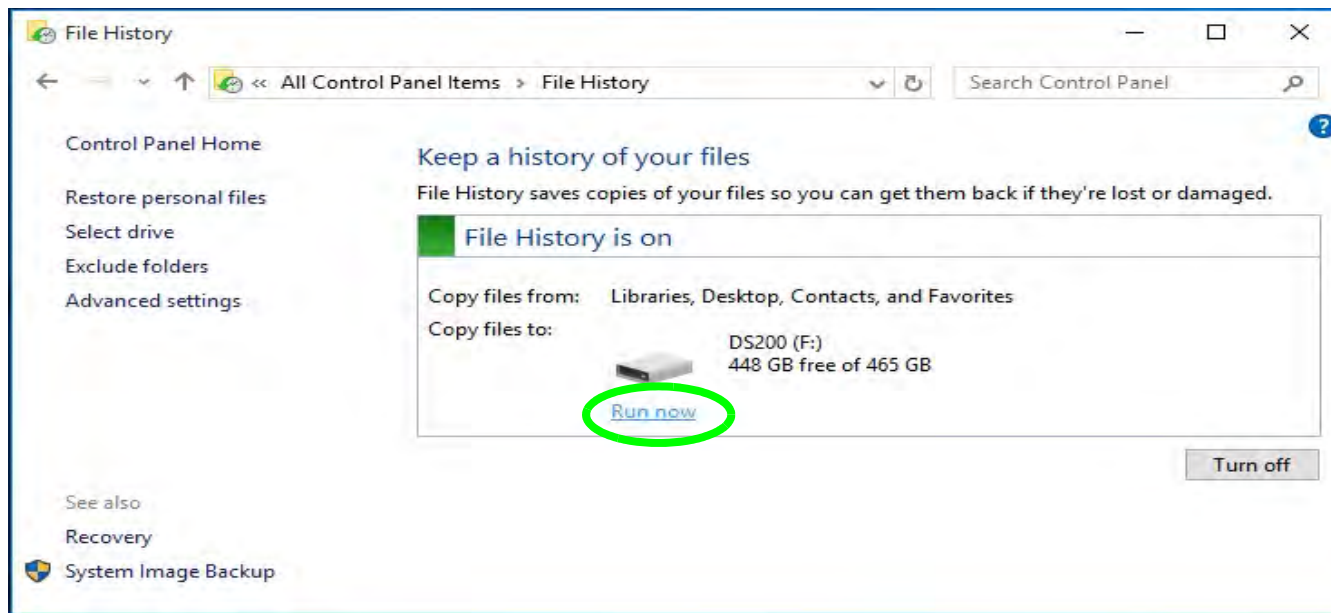 File History
« All Control Panel Items > File History
Search Control Panel
?
Control Panel Home
Restore personal files
Select drive
Exclude folders
Advanced settings
Keep a history of your files
File History saves copies of your files so you can get them back if they're lost or damaged.
File History is on
Copy files from: Libraries, Desktop, Contacts, and Favorites
Copy files to:
DS200 (F:)
448 GB free of 465 GB
Run now
Turn off
See also
Recovery
System Image Backup